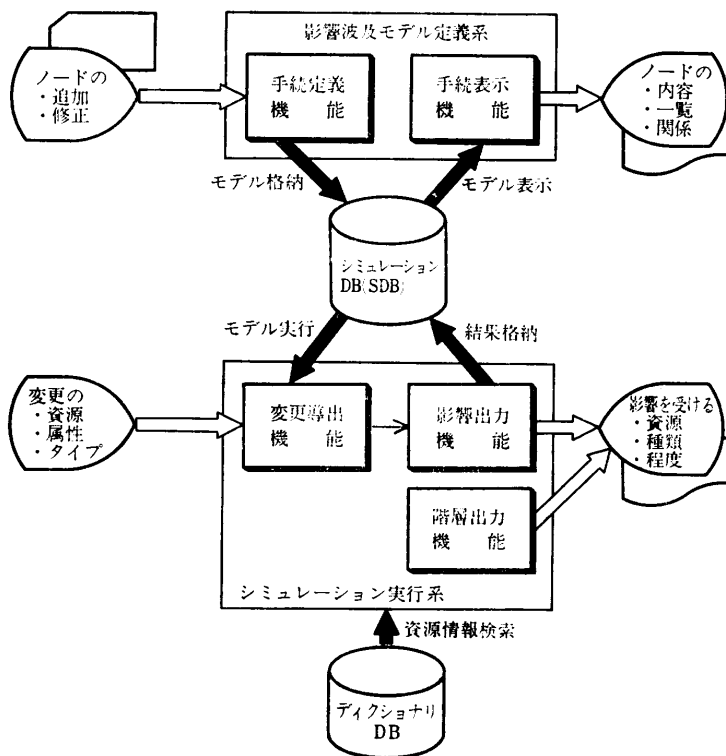 影響波及モデル定義系
ノードの
・追加
・修正
手続定義
機　能
手続表示
機　能
ノードの
・内容
・一覧
・関係
モデル格納
モデル表示
シミュレーション
DB(SDB)
モデル実行
結果格納
変更の
・資源
・属性
・タイプ
変更導出
機　能
影響出力
機　能
影響を受ける
・資源
・種類
・程度
階層出力
機　能
シミュレーション実行系
資源情報検索
ディクショナリ
DB